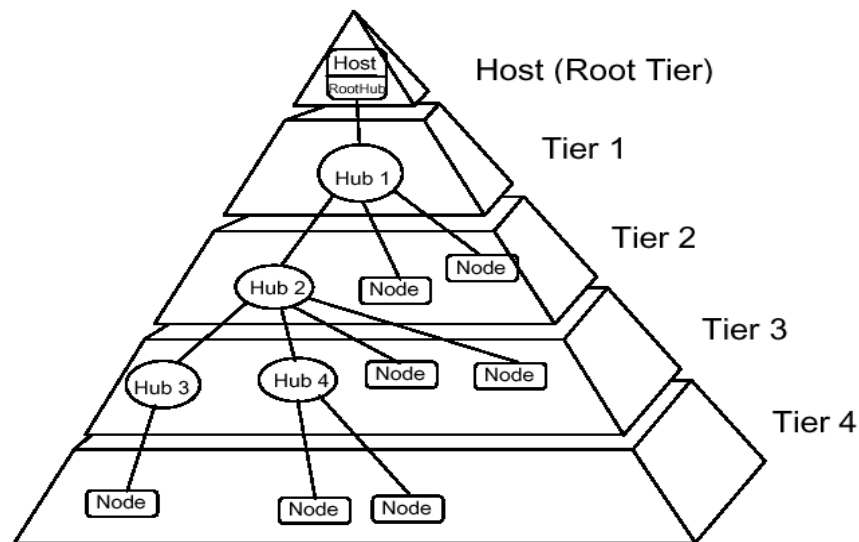 Host
RootHub
Host (Root Tier)
Tier 1
Hub 1
Tier 2
Hub 2
Node
Node
Tier 3
Hub 3
Hub 4
Node
Node
Tier 4
Node
Node
Node